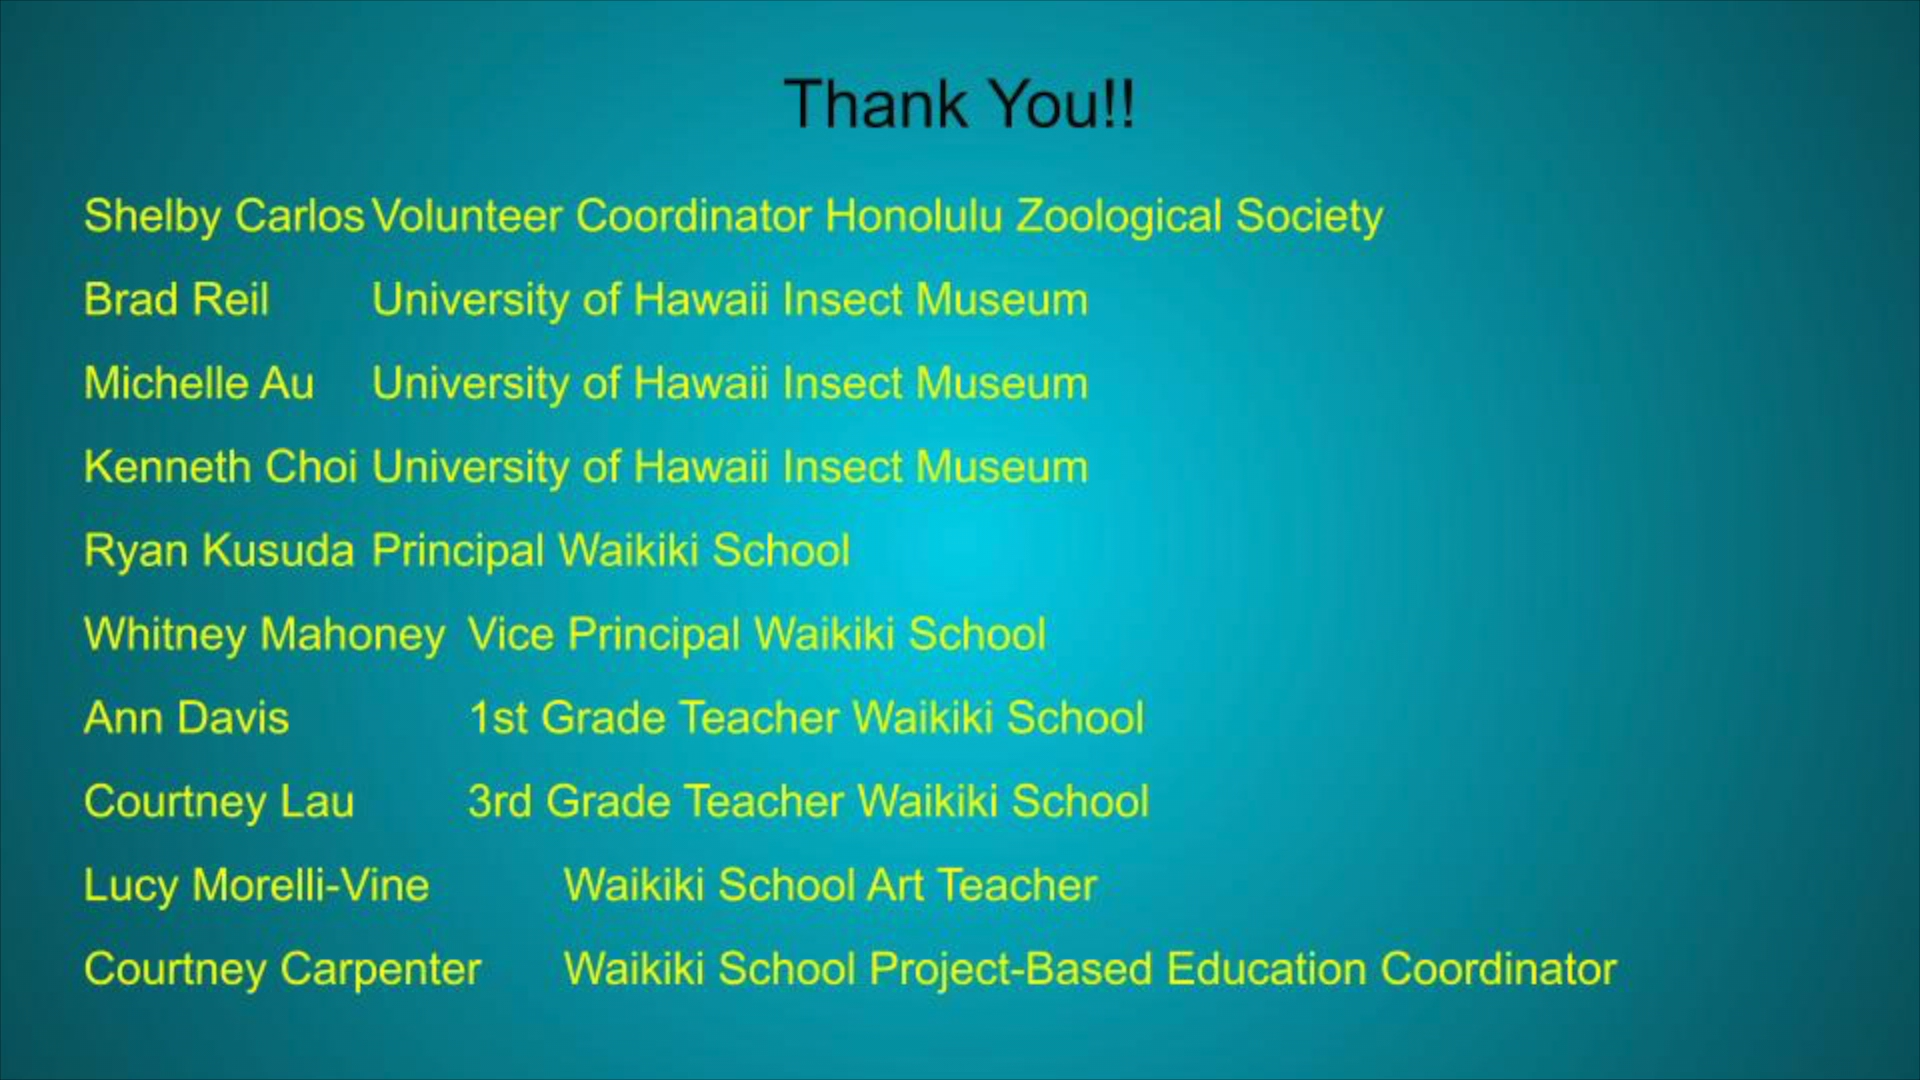 Thank You!!
Shelby Carlos Volunteer Coordinator Honolulu Zoological Society
Brad Reil University of Hawaii Insect Museum
Michelle Au University of Hawaii Insect Museum
Kenneth Choi University of Hawaii Insect Museum
Ryan Kusuda Principal Waikiki School
Whitney Mahoney Vice Principal Waikiki School
Ann Davis 1st Grade Teacher Waikiki School
Courtney Lau 3rd Grade Teacher Waikiki School
Lucy Morelli-Vine Waikiki School Art Teacher
Courtney Carpenter Waikiki School Project-Based Education Coordinator